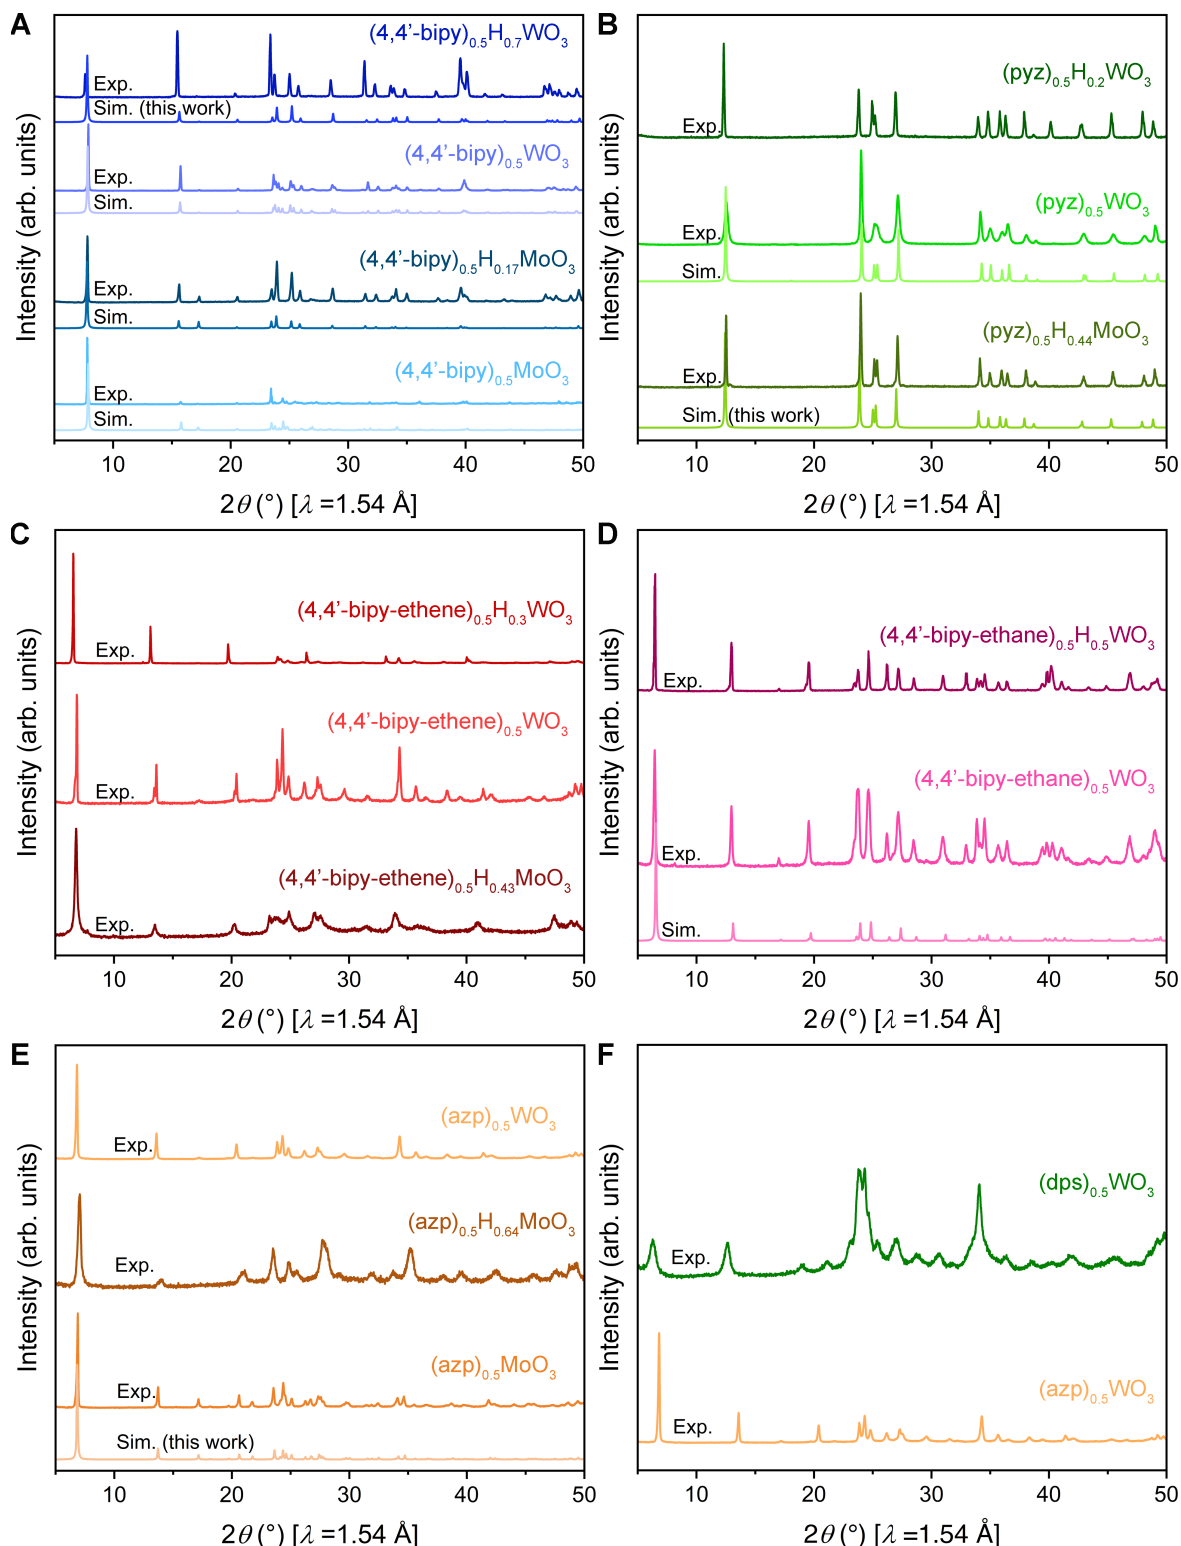 A
(4,4’-bipy)0.5H0.7WO3
Exp.
Sim. (this work)
(4,4’-bipy)0.5WO3
Exp.
Sim.
(4,4’-bipy)0.5H0.17MoO3
Exp.
Sim.
(4,4’-bipy)0.5MoO3
Exp.
Sim.
Intensity (arb. units)
10 20 30 40 50
2θ (°) [λ =1.54 Å]
B
(pyz)0.5H0.2WO3
Exp.
(pyz)0.5WO3
Exp.
Sim.
(pyz)0.5H0.44MoO3
Exp.
Sim. (this work)
Intensity (arb. units)
10 20 30 40 50
2θ (°) [λ =1.54 Å]
C
(4,4’-bipy-ethene)0.5H0.3WO3
Exp.
(4,4’-bipy-ethene)0.5WO3
Exp.
(4,4’-bipy-ethene)0.5H0.43MoO3
Exp.
Intensity (arb. units)
10 20 30 40 50
2θ (°) [λ =1.54 Å]
D
(4,4’-bipy-ethane)0.5H0.5WO3
Exp.
(4,4’-bipy-ethane)0.5WO3
Exp.
Sim.
Intensity (arb. units)
10 20 30 40 50
2θ (°) [λ =1.54 Å]
E
(azp)0.5WO3
Exp.
(azp)0.5H0.64MoO3
Exp.
(azp)0.5MoO3
Exp.
Sim. (this work)
Intensity (arb. units)
10 20 30 40 50
2θ (°) [λ =1.54 Å]
F
(dps)0.5WO3
Exp.
(azp)0.5WO3
Exp.
Intensity (arb. units)
10 20 30 40 50
2θ (°) [λ =1.54 Å]